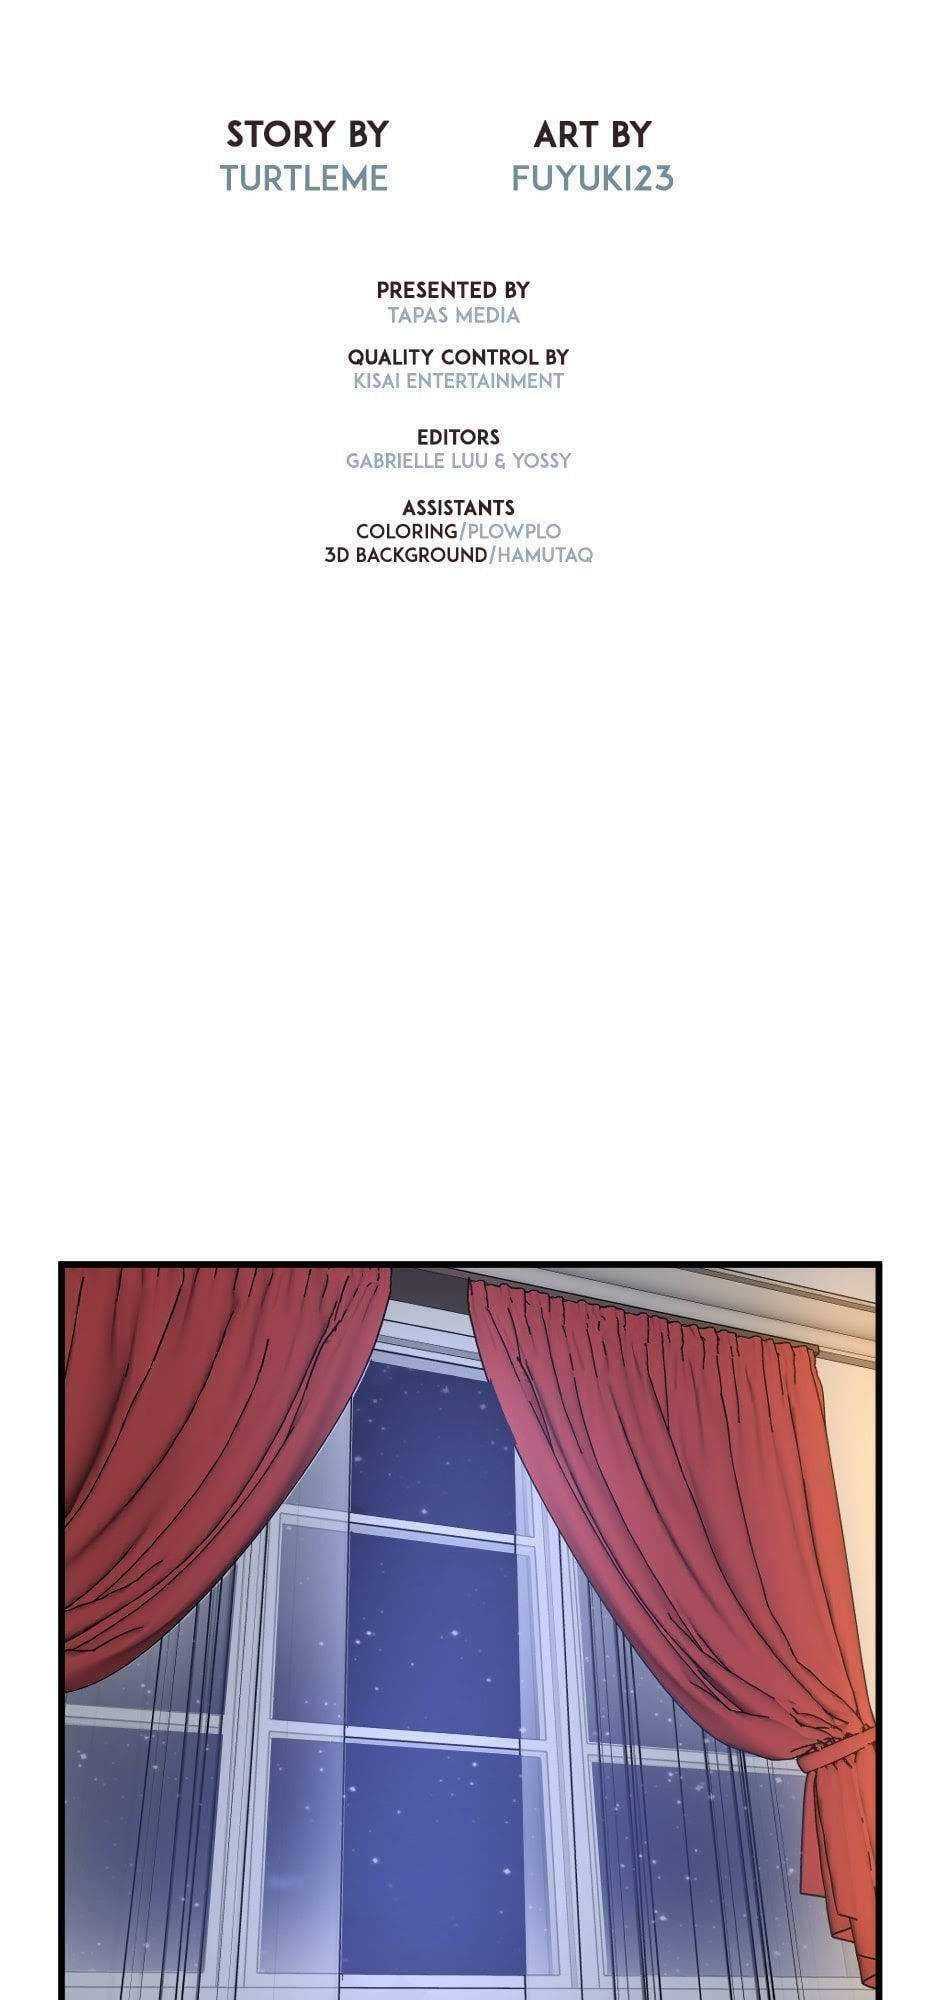 STORY BY
TURTLEME
ART BY
FUYUKI23
PRESENTED BY
TAPAS MEDIA
QUALITY CONTROL BY
KISAI ENTERTAINMENT
EDITORS
GABRIELLE LUU & YOSSY
ASSISTANTS
COLORING/PLOWPLO
3D BACKGROUND/HAMUTAQ